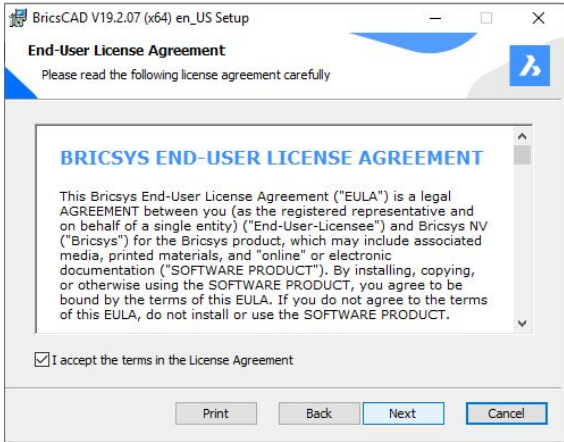 BricsCAD V19.2.07 (x64) en_US Setup
End-User License Agreement
Please read the following license agreement carefully
BRICSYS END-USER LICENSE AGREEMENT
This Bricsys End-User License Agreement ("EULA") is a legal
AGREEMENT between you (as the registered representative and
on behalf of a single entity) ("End-User-Licensee") and Bricsys NV
("Bricsys") for the Bricsys product, which may include associated
media, printed materials, and "online" or electronic
documentation ("SOFTWARE PRODUCT"). By installing, copying,
or otherwise using the SOFTWARE PRODUCT, you agree to be
bound by the terms of this EULA. If you do not agree to the terms
of this EULA, do not install or use the SOFTWARE PRODUCT.
I accept the terms in the License Agreement
Print Back Next Cancel